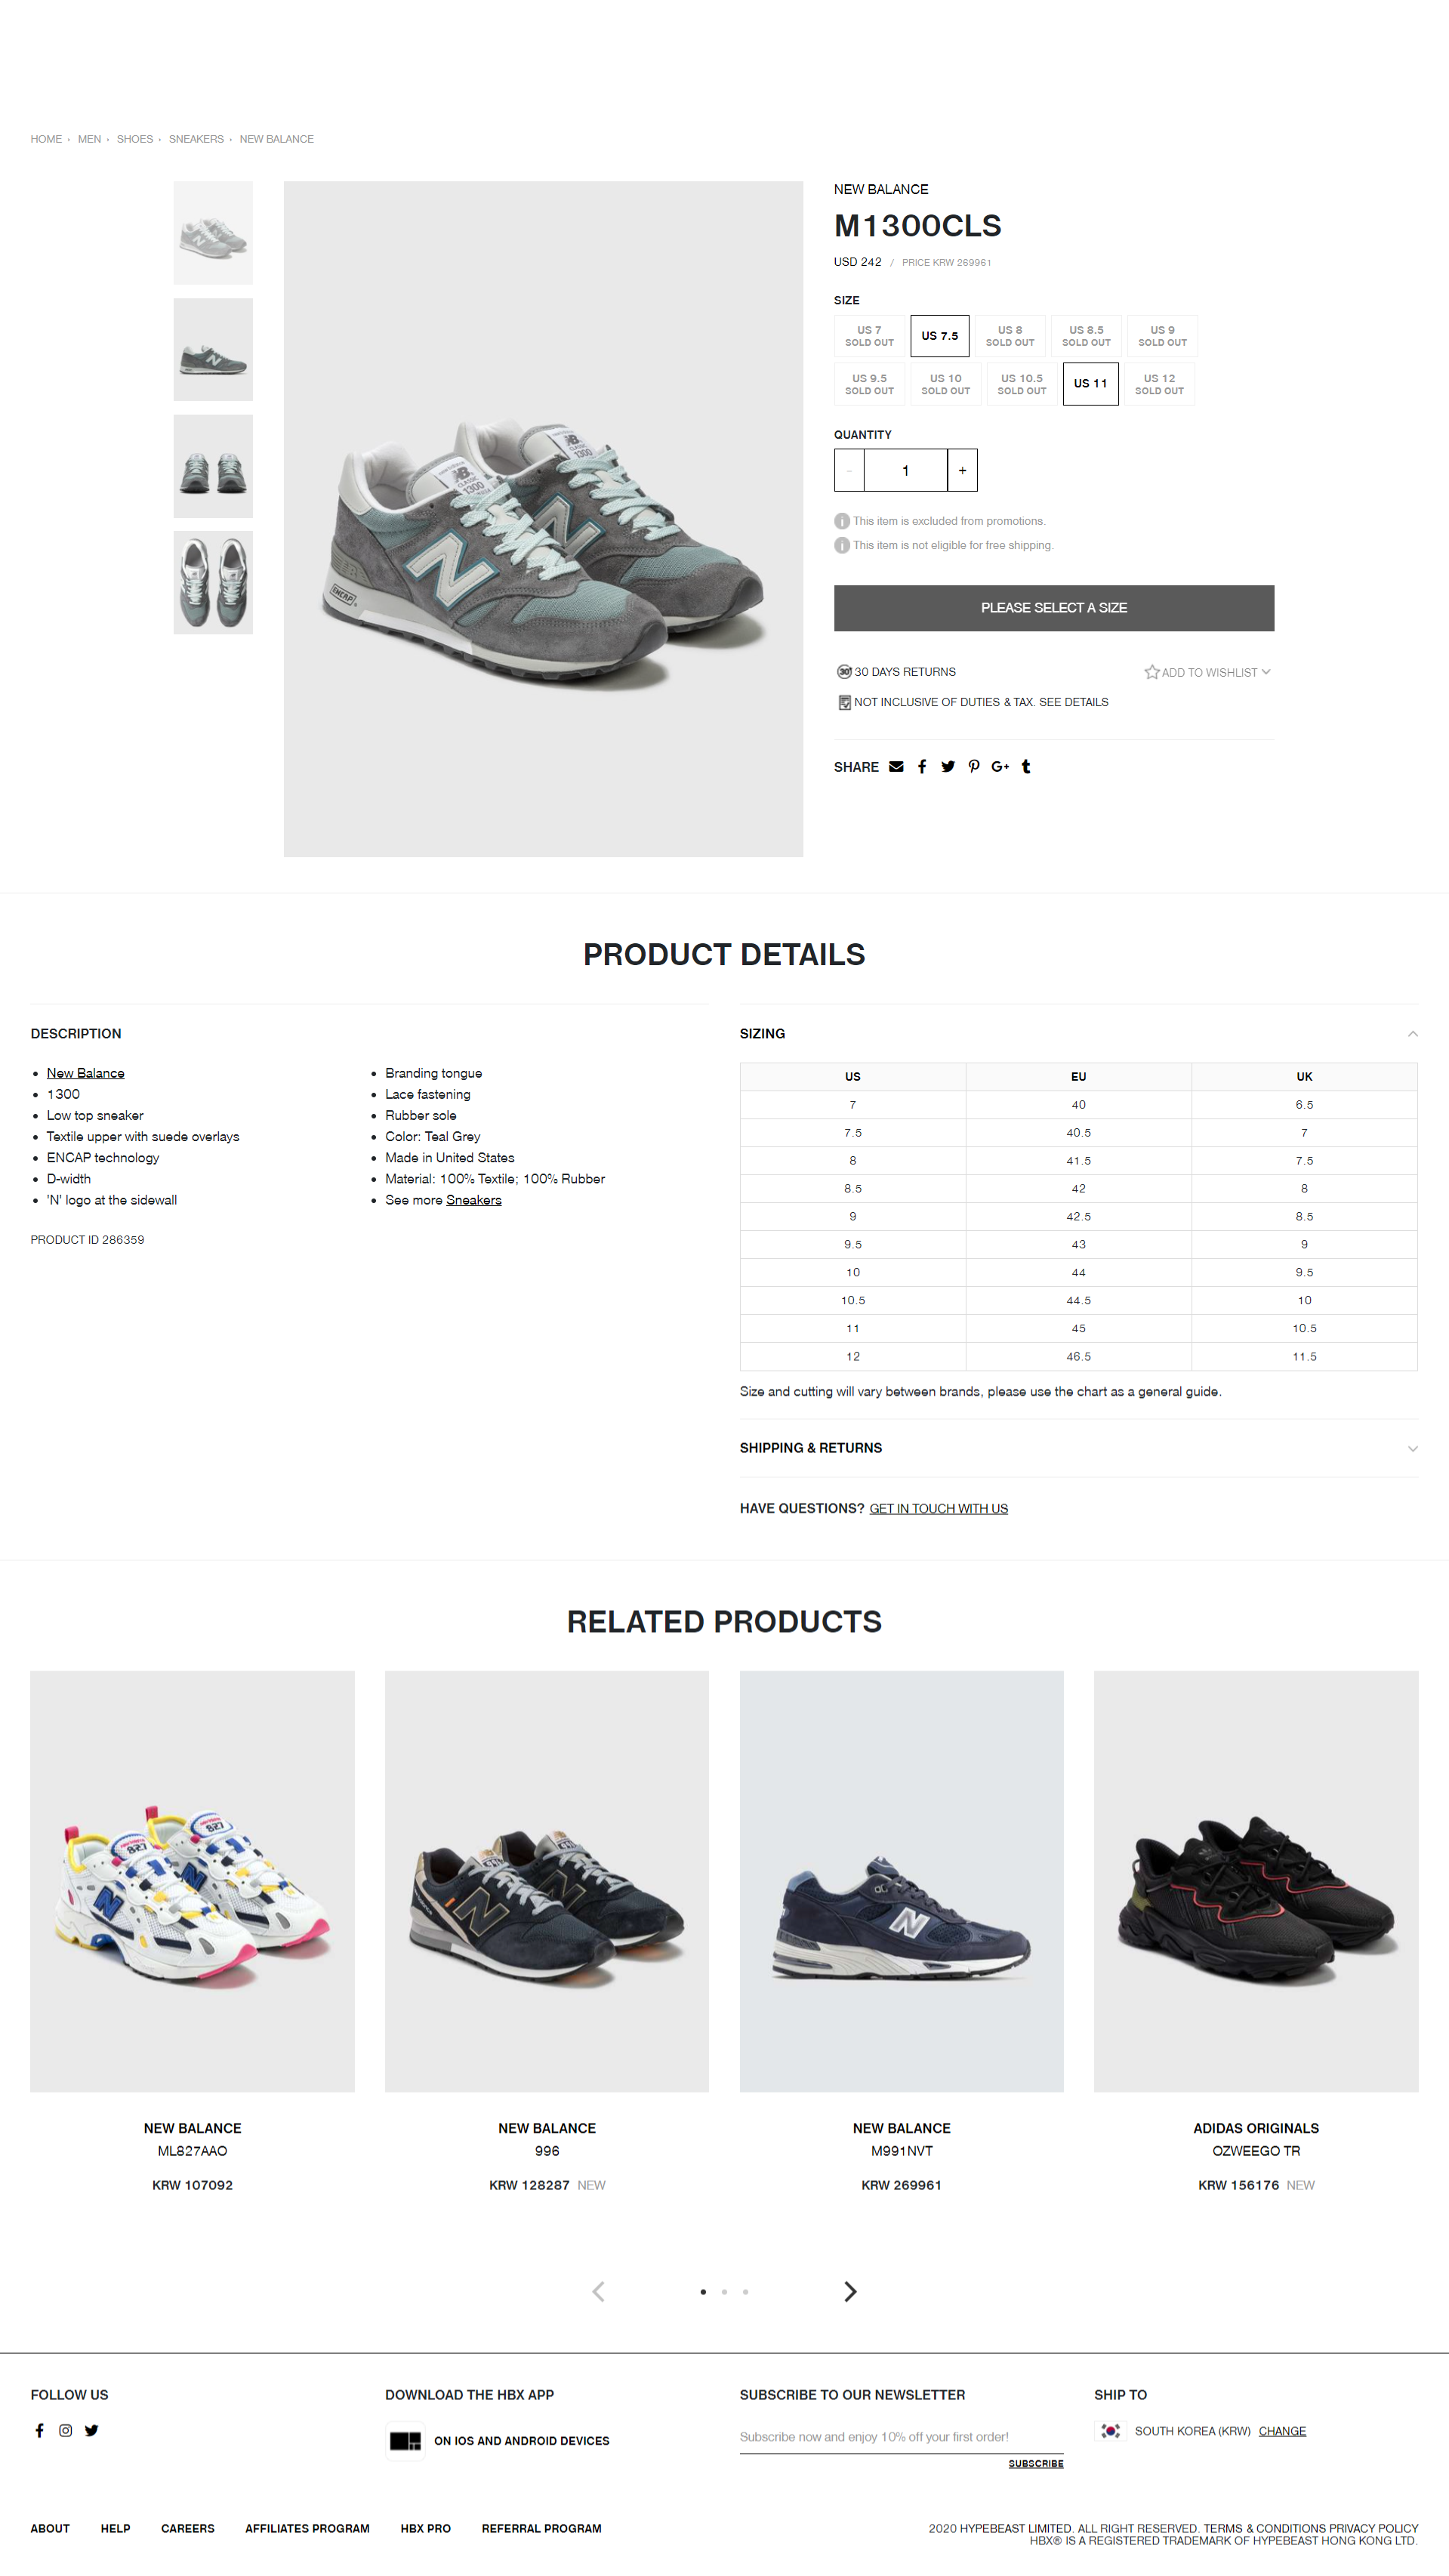 HOME › MEN › SHOES › SNEAKERS › NEW BALANCE
NEW BALANCE
M1300CLS
USD 242 / PRICE KRW 269961
SIZE
US 7 SOLD OUT
US 7.5
US 8 SOLD OUT
US 8.5 SOLD OUT
US 9 SOLD OUT
US 9.5 SOLD OUT
US 10 SOLD OUT
US 10.5 SOLD OUT
US 11
US 12 SOLD OUT
QUANTITY
- 1 +
This item is excluded from promotions.
This item is not eligible for free shipping.
PLEASE SELECT A SIZE
30 DAYS RETURNS
ADD TO WISHLIST
NOT INCLUSIVE OF DUTIES & TAX. SEE DETAILS
SHARE
PRODUCT DETAILS
DESCRIPTION
New Balance
1300
Low top sneaker
Textile upper with suede overlays
ENCAP technology
D-width
'N' logo at the sidewall
Branding tongue
Lace fastening
Rubber sole
Color: Teal Grey
Made in United States
Material: 100% Textile; 100% Rubber
See more Sneakers
PRODUCT ID 286359
SIZING
US EU UK
7 40 6.5
7.5 40.5 7
8 41.5 7.5
8.5 42 8
9 42.5 8.5
9.5 43 9
10 44 9.5
10.5 44.5 10
11 45 10.5
12 46.5 11.5
Size and cutting will vary between brands, please use the chart as a general guide.
SHIPPING & RETURNS
HAVE QUESTIONS? GET IN TOUCH WITH US
RELATED PRODUCTS
NEW BALANCE
ML827AAO
KRW 107092
NEW BALANCE
996
KRW 128287 NEW
NEW BALANCE
M991NVT
KRW 269961
ADIDAS ORIGINALS
OZWEEGO TR
KRW 156176 NEW
FOLLOW US
DOWNLOAD THE HBX APP
ON IOS AND ANDROID DEVICES
SUBSCRIBE TO OUR NEWSLETTER
Subscribe now and enjoy 10% off your first order!
SUBSCRIBE
SHIP TO
SOUTH KOREA (KRW) CHANGE
ABOUT HELP CAREERS AFFILIATES PROGRAM HBX PRO REFERRAL PROGRAM
2020 HYPEBEAST LIMITED. ALL RIGHT RESERVED. TERMS & CONDITIONS PRIVACY POLICY
HBX® IS A REGISTERED TRADEMARK OF HYPEBEAST HONG KONG LTD.